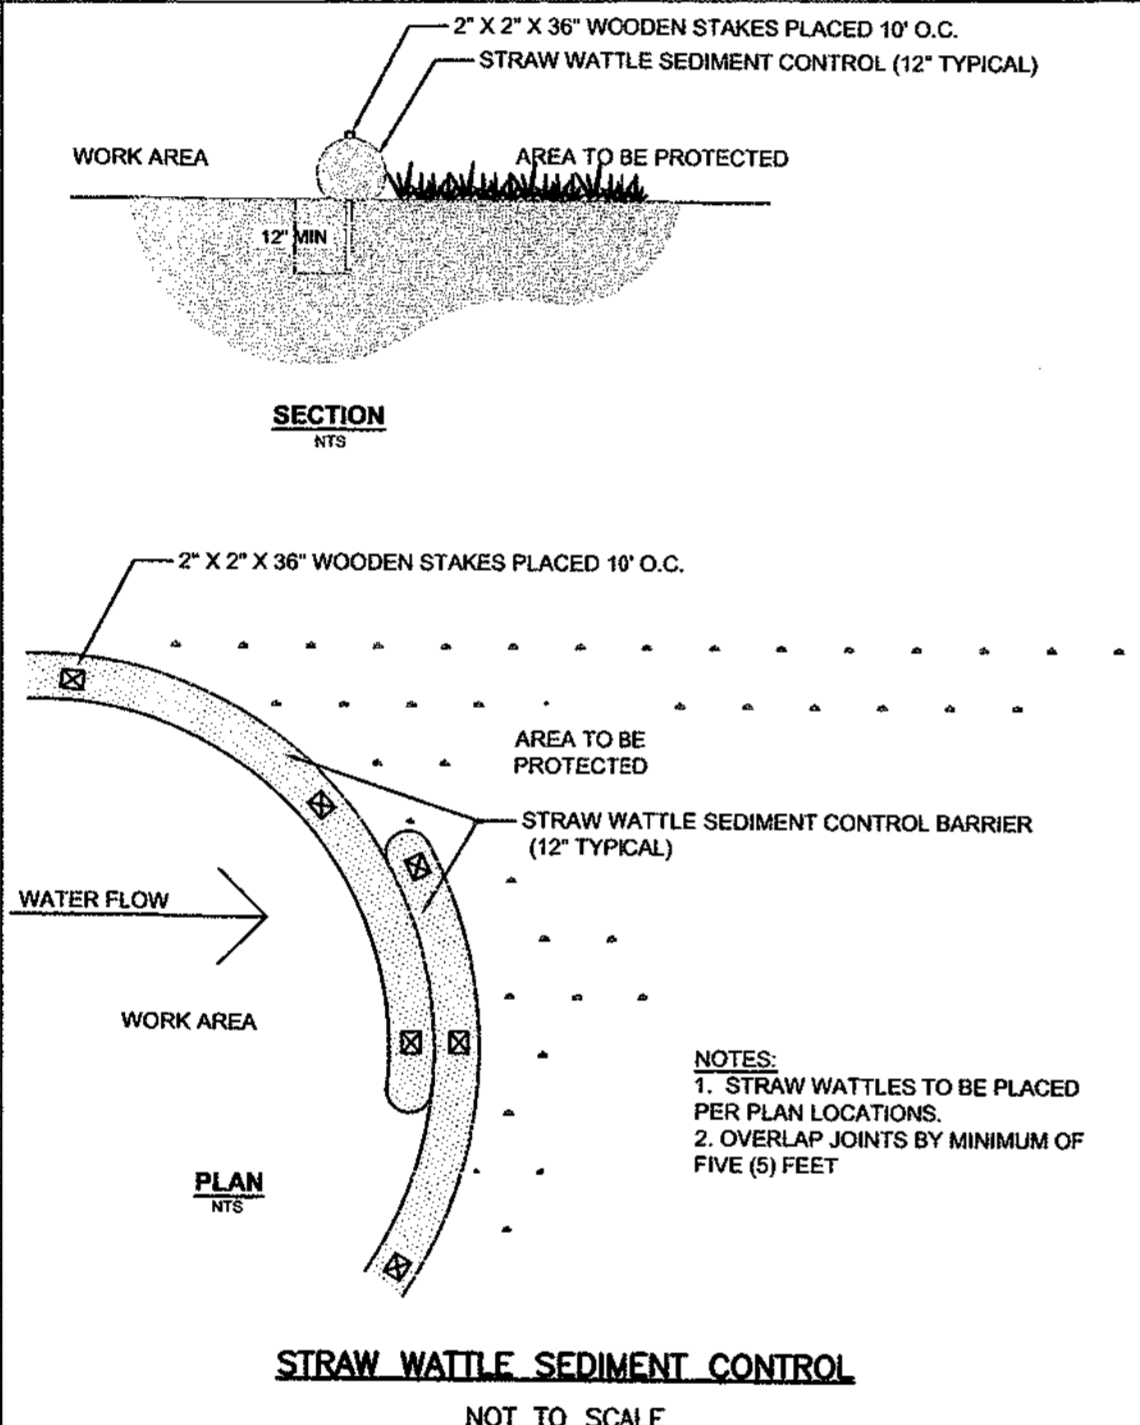 2" X 2" X 36" WOODEN STAKES PLACED 10' O.C.
STRAW WATTLE SEDIMENT CONTROL (12" TYPICAL)
WORK AREA
AREA TO BE PROTECTED
12" MIN
SECTION
NTS
2" X 2" X 36" WOODEN STAKES PLACED 10' O.C.
AREA TO BE
PROTECTED
STRAW WATTLE SEDIMENT CONTROL BARRIER
(12" TYPICAL)
WATER FLOW
WORK AREA
NOTES:
1. STRAW WATTLES TO BE PLACED
PER PLAN LOCATIONS.
2. OVERLAP JOINTS BY MINIMUM OF
FIVE (5) FEET
PLAN
NTS
STRAW WATTLE SEDIMENT CONTROL
NOT TO SCALE